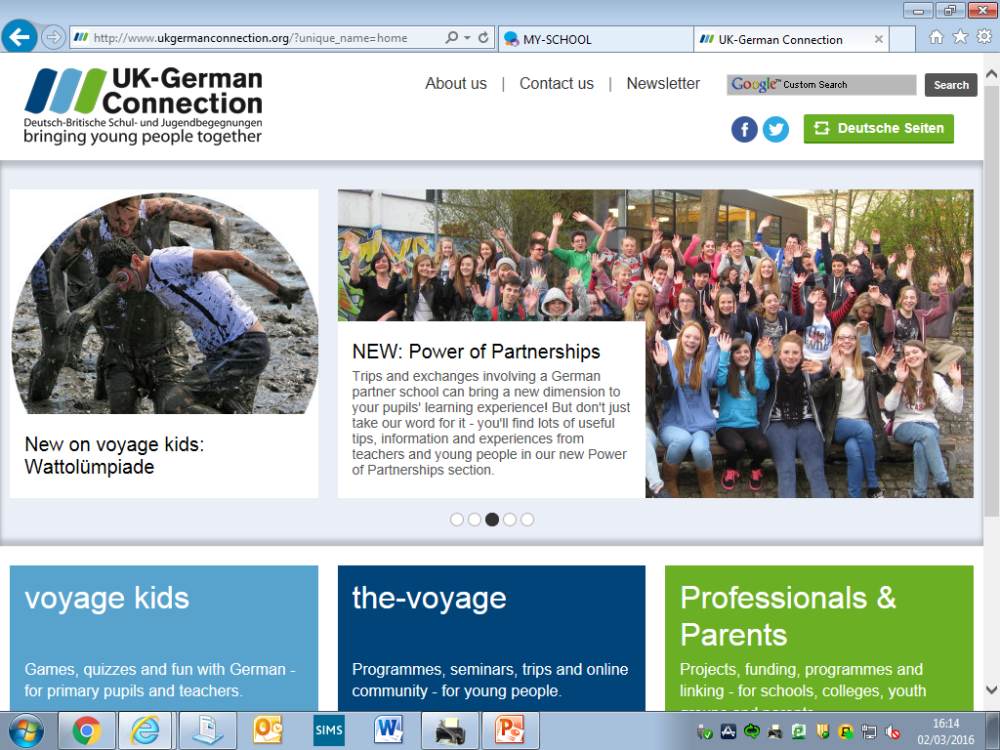 http://www.ukgermanconnection.org/?unique_name=home
MY-SCHOOL
UK-German Connection
UK-German
Connection
Deutsch-Britische Schul- und Jugendbegegnungen
bringing young people together
About us | Contact us | Newsletter
Google™ Custom Search
Search
Deutsche Seiten
New on voyage kids:
Wattolümpiade
NEW: Power of Partnerships
Trips and exchanges involving a German
partner school can bring a new dimension to
your pupils' learning experience! But don't just
take our word for it - you'll find lots of useful
tips, information and experiences from
teachers and young people in our new Power
of Partnerships section.
voyage kids
Games, quizzes and fun with German -
for primary pupils and teachers.
the-voyage
Programmes, seminars, trips and online
community - for young people.
Professionals &
Parents
Projects, funding, programmes and
linking - for schools, colleges, youth
SIMS
16:14
02/03/2016